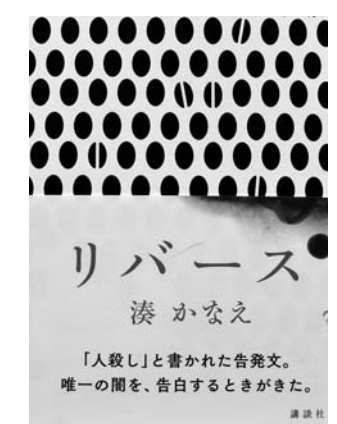 リバース
湊 かなえ
「人殺し」と書かれた告発文。
唯一の闇を、告白するときがきた。
講談社